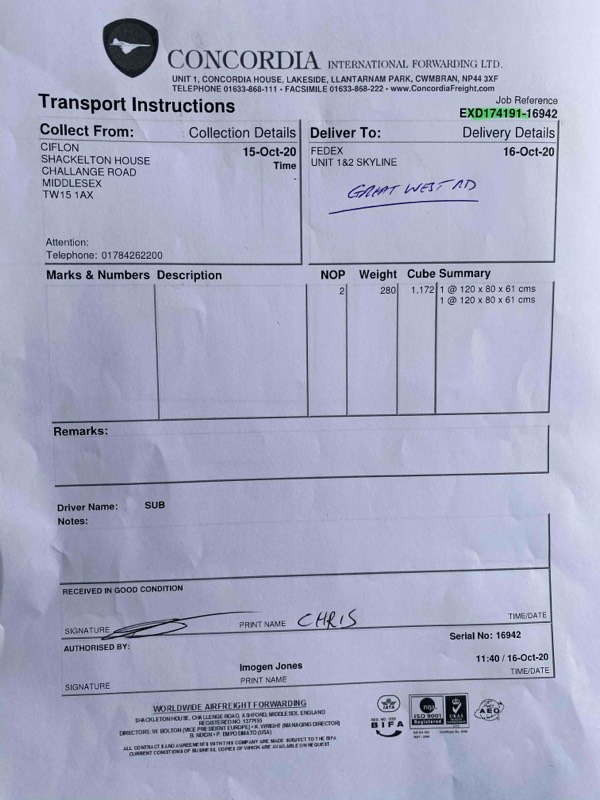 CONCORDIA INTERNATIONAL FORWARDING LTD.
UNIT 1, CONCORDIA HOUSE, LAKESIDE, LLANTARNAM PARK, CWMBRAN, NP44 3XF
TELEPHONE 01633-868-111 • FACSIMILE 01633-868-222 • www.ConcordiaFreight.com
Transport Instructions
Job Reference
EXD174191-16942
Collect From: Collection Details
CIFLON 15-Oct-20
SHACKELTON HOUSE Time
CHALLANGE ROAD
MIDDLESEX
TW15 1AX
Attention:
Telephone: 01784262200
Deliver To: Delivery Details
FEDEX 16-Oct-20
UNIT 1&2 SKYLINE
GREAT WEST RD
Marks & Numbers Description NOP Weight Cube Summary
2 280 1.172 1 @ 120 x 80 x 61 cms
1 @ 120 x 80 x 61 cms
Remarks:
Driver Name: SUB
Notes:
RECEIVED IN GOOD CONDITION
SIGNATURE PRINT NAME CHRIS TIME/DATE
AUTHORISED BY: Serial No: 16942
Imogen Jones 11:40 / 16-Oct-20
SIGNATURE PRINT NAME TIME/DATE
WORLDWIDE AIRFREIGHT FORWARDING
SHACKLETON HOUSE, CHALLENGE ROAD, ASHFORD, MIDDLESEX, ENGLAND
DIRECTORS: W. BOLTON (VICE PRESIDENT EUROPE) • K. WRIGHT (MANAGING DIRECTOR)
ALL CONTRACTS AND AGREEMENTS WITH THIS COMPANY ARE MADE SUBJECT TO THE BIFA
CURRENT CONDITIONS OF BUSINESS, COPIES OF WHICH ARE AVAILABLE ON REQUEST
IATA
BIFA
nqa.
ISO 9001
Registered
UKAS
AEO